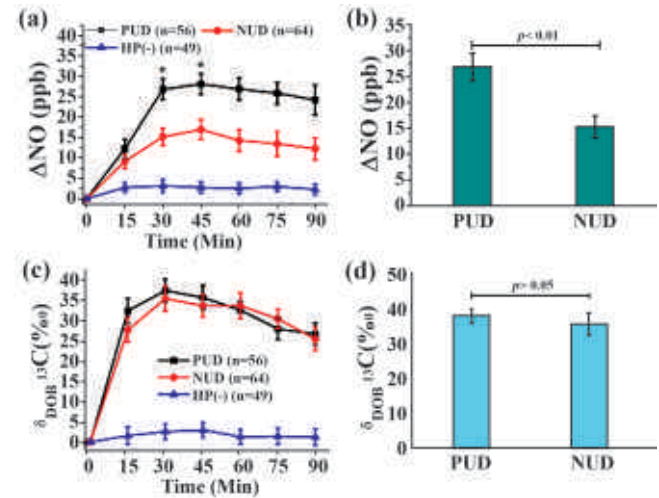 (a)
PUD (n=56) NUD (n=64)
HP(-) (n=49)
* *
ΔNO (ppb)
40
35
30
25
20
15
10
5
0
0 15 30 45 60 75 90
Time (Min)
(b)
p< 0.01
ΔNO (ppb)
35
30
25
20
15
10
5
0
PUD NUD
(c)
PUD (n=56)
NUD (n=64)
HP(-) (n=49)
δDOB 13C(‰)
40
35
30
25
20
15
10
5
0
0 15 30 45 60 75 90
Time (Min)
(d)
p> 0.05
δDOB 13C(‰)
50
40
30
20
10
0
PUD NUD